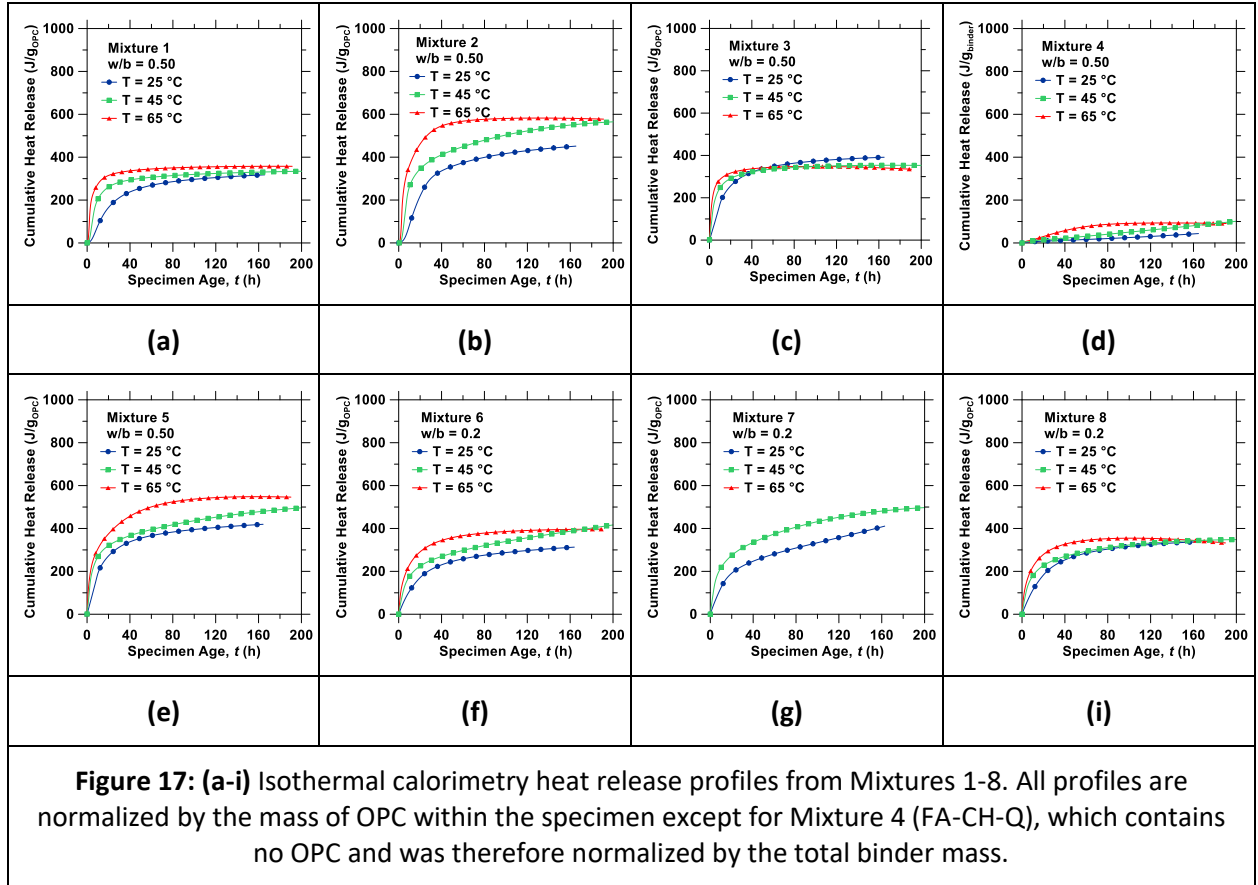 Cumulative Heat Release (J/gOPC)
1000
800
600
400
200
0
Mixture 1
w/b = 0.50
T = 25 °C
T = 45 °C
T = 65 °C
0 40 80 120 160 200
Specimen Age, t (h)
Cumulative Heat Release (J/gOPC)
1000
800
600
400
200
0
Mixture 2
w/b = 0.50
T = 25 °C
T = 45 °C
T = 65 °C
0 40 80 120 160 200
Specimen Age, t (h)
Cumulative Heat Release (J/gOPC)
1000
800
600
400
200
0
Mixture 3
w/b = 0.50
T = 25 °C
T = 45 °C
T = 65 °C
0 40 80 120 160 200
Specimen Age, t (h)
Cumulative Heat Release (J/gbinder)
1000
800
600
400
200
0
Mixture 4
w/b = 0.50
T = 25 °C
T = 45 °C
T = 65 °C
0 40 80 120 160 200
Specimen Age, t (h)
(a) (b) (c) (d)
Cumulative Heat Release (J/gOPC)
1000
800
600
400
200
0
Mixture 5
w/b = 0.50
T = 25 °C
T = 45 °C
T = 65 °C
0 40 80 120 160 200
Specimen Age, t (h)
Cumulative Heat Release (J/gOPC)
1000
800
600
400
200
0
Mixture 6
w/b = 0.2
T = 25 °C
T = 45 °C
T = 65 °C
0 40 80 120 160 200
Specimen Age, t (h)
Cumulative Heat Release (J/gOPC)
1000
800
600
400
200
0
Mixture 7
w/b = 0.2
T = 25 °C
T = 45 °C
T = 65 °C
0 40 80 120 160 200
Specimen Age, t (h)
Cumulative Heat Release (J/gOPC)
1000
800
600
400
200
0
Mixture 8
w/b = 0.2
T = 25 °C
T = 45 °C
T = 65 °C
0 40 80 120 160 200
Specimen Age, t (h)
(e) (f) (g) (i)
Figure 17: (a-i) Isothermal calorimetry heat release profiles from Mixtures 1-8. All profiles are
normalized by the mass of OPC within the specimen except for Mixture 4 (FA-CH-Q), which contains
no OPC and was therefore normalized by the total binder mass.